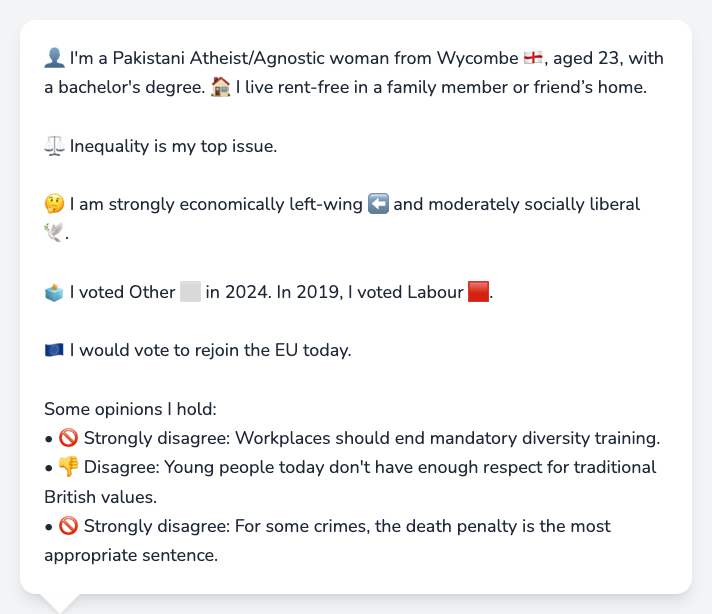 👤 I'm a Pakistani Atheist/Agnostic woman from Wycombe 🏴󠁧󠁢󠁥󠁮󠁧󠁿, aged 23, with
a bachelor's degree. 🏠 I live rent-free in a family member or friend’s home.
⚖️ Inequality is my top issue.
🤔 I am strongly economically left-wing ⬅️ and moderately socially liberal
🕊️.
🗳️ I voted Other ⬜ in 2024. In 2019, I voted Labour 🟥.
🇪🇺 I would vote to rejoin the EU today.
Some opinions I hold:
• 🚫 Strongly disagree: Workplaces should end mandatory diversity training.
• 👎 Disagree: Young people today don't have enough respect for traditional
British values.
• 🚫 Strongly disagree: For some crimes, the death penalty is the most
appropriate sentence.